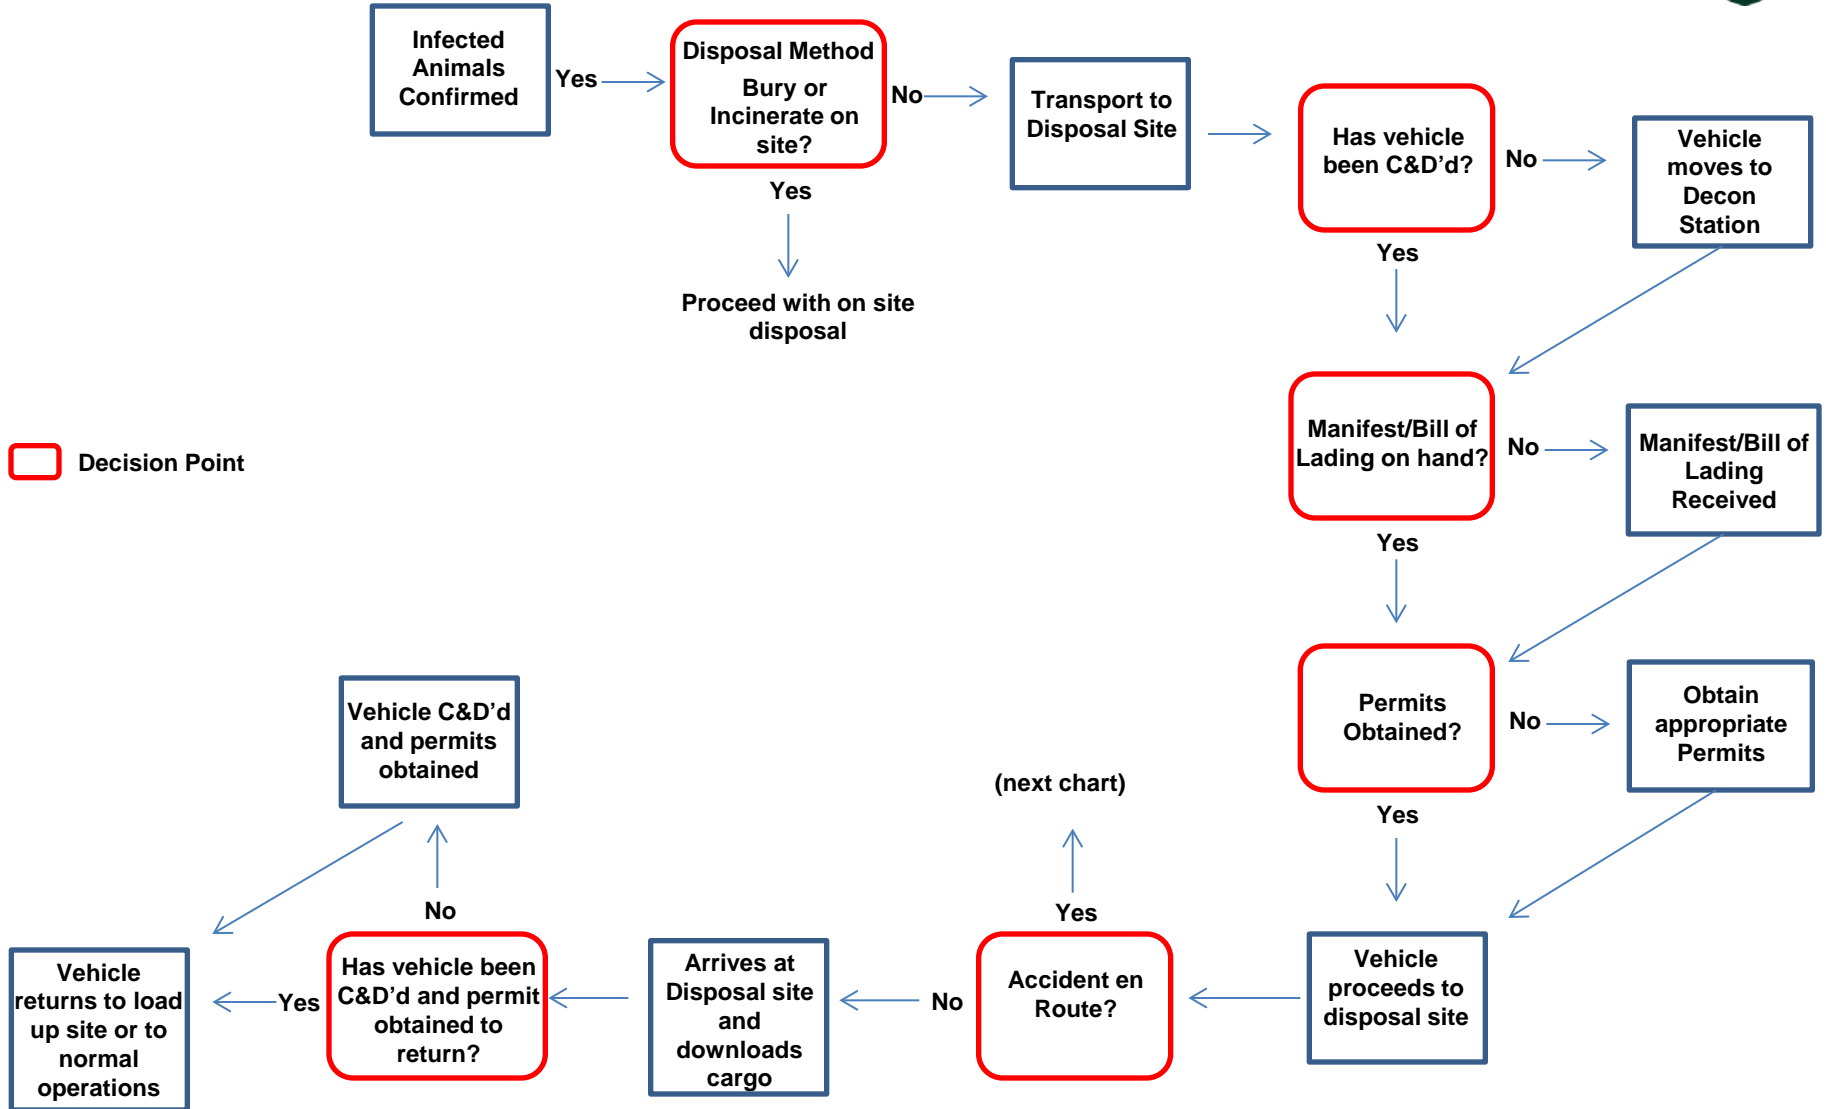 Infected
Animals
Confirmed
Yes
Disposal Method
Bury or
Incinerate on
site?
No
Transport to
Disposal Site
Has vehicle
been C&D’d?
No
Vehicle
moves to
Decon
Station
Yes
Proceed with on site
disposal
Yes
Manifest/Bill of
Lading on hand?
No
Manifest/Bill of
Lading
Received
Decision Point
Yes
Permits
Obtained?
No
Obtain
appropriate
Permits
Yes
Vehicle
proceeds to
disposal site
Accident en
Route?
Yes
(next chart)
No
Arrives at
Disposal site
and
downloads
cargo
Has vehicle been
C&D’d and permit
obtained to
return?
No
Vehicle C&D’d
and permits
obtained
Yes
Vehicle
returns to load
up site or to
normal
operations